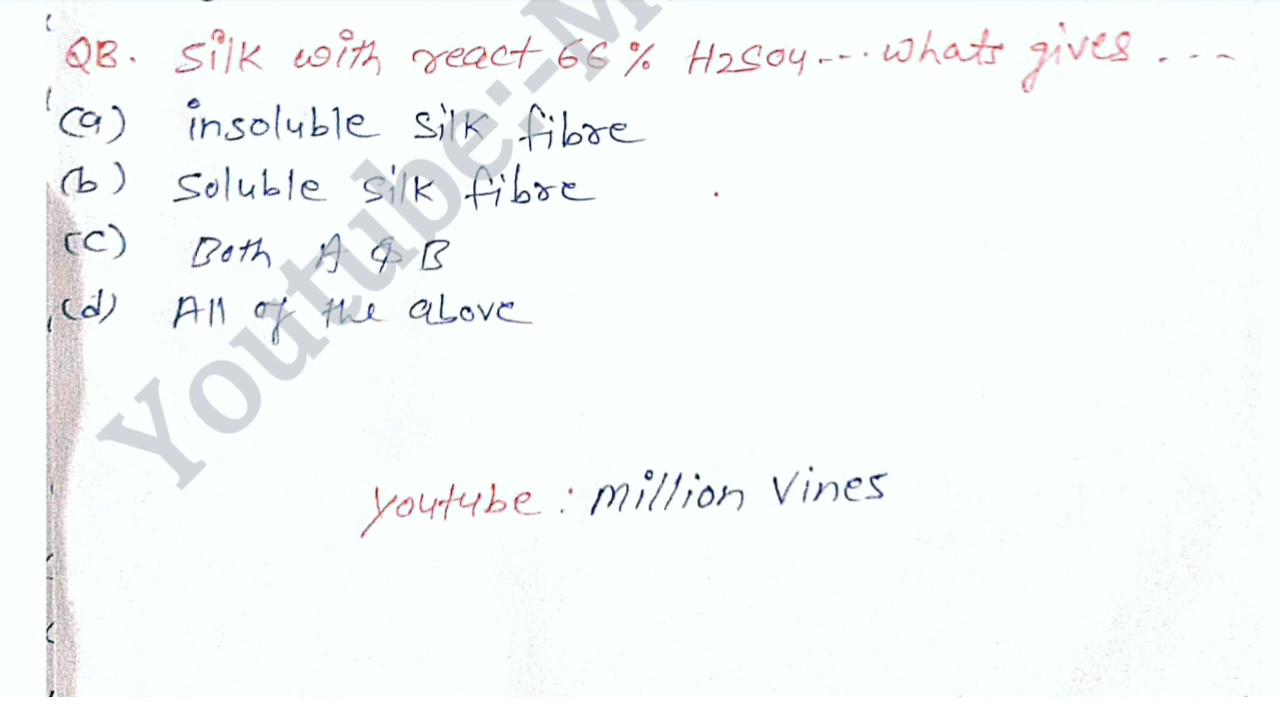 QB. Silk with react 66% H2SO4... whats gives ...
(a) insoluble silk fibre
(b) Soluble silk fibre
(c) Both A & B
(d) All of the above
Youtube:-M
youtube : million Vines